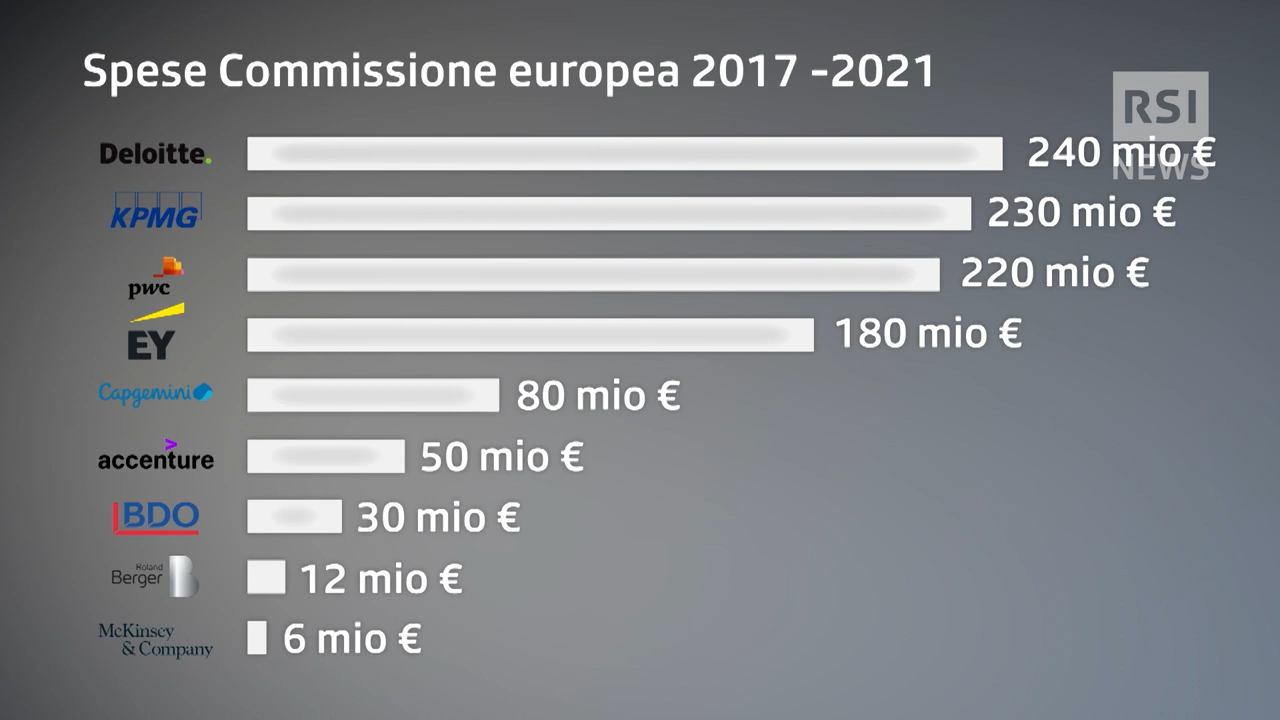 Spese Commissione europea 2017 -2021
RSI
NEWS
Deloitte. 240 mio €
KPMG 230 mio €
pwc 220 mio €
EY 180 mio €
Capgemini 80 mio €
accenture 50 mio €
BDO 30 mio €
Roland
Berger B 12 mio €
McKinsey
& Company 6 mio €